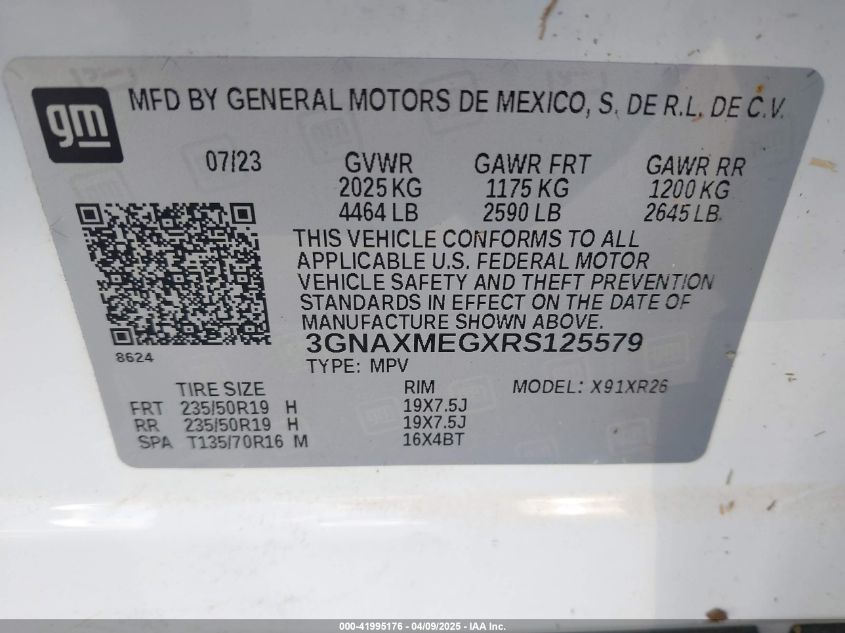 gm
MFD BY GENERAL MOTORS DE MEXICO, S. DE R.L. DE C.V.
07/23 GVWR GAWR FRT GAWR RR
2025 KG 1175 KG 1200 KG
4464 LB 2590 LB 2645 LB
THIS VEHICLE CONFORMS TO ALL
APPLICABLE U.S. FEDERAL MOTOR
VEHICLE SAFETY AND THEFT PREVENTION
STANDARDS IN EFFECT ON THE DATE OF
MANUFACTURE SHOWN ABOVE.
3GNAXMEGXRS125579
8624
TYPE: MPV
TIRE SIZE RIM MODEL: X91XR26
FRT 235/50R19 H 19X7.5J
RR 235/50R19 H 19X7.5J
SPA T135/70R16 M 16X4BT
000-41995176 - 04/09/2025 - IAA Inc.